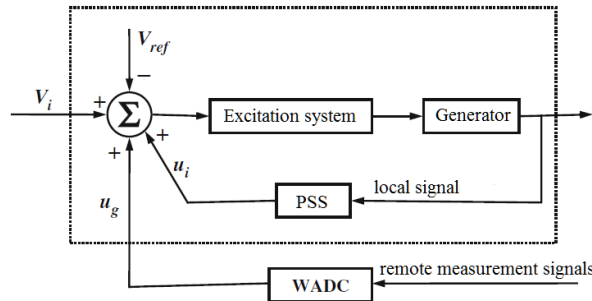 V_ref
−
V_i
+
Σ
+
+
Excitation system
Generator
u_i
PSS
local signal
u_g
WADC
remote measurement signals